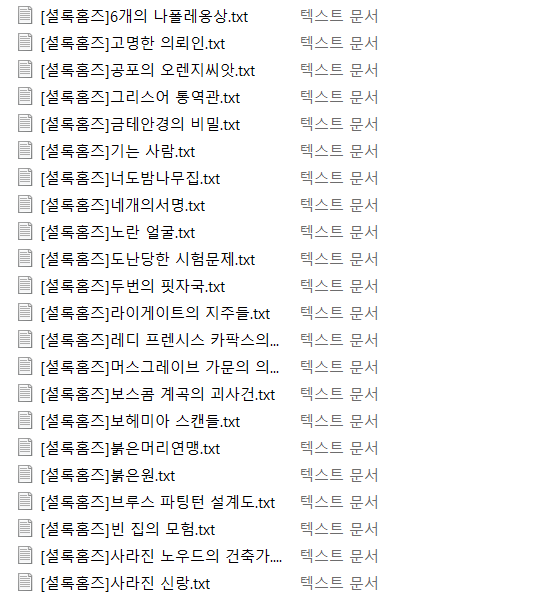 [셜록홈즈]6개의 나폴레옹상.txt 텍스트 문서
[셜록홈즈]고명한 의뢰인.txt 텍스트 문서
[셜록홈즈]공포의 오렌지씨앗.txt 텍스트 문서
[셜록홈즈]그리스어 통역관.txt 텍스트 문서
[셜록홈즈]금테안경의 비밀.txt 텍스트 문서
[셜록홈즈]기는 사람.txt 텍스트 문서
[셜록홈즈]너도밤나무집.txt 텍스트 문서
[셜록홈즈]네개의서명.txt 텍스트 문서
[셜록홈즈]노란 얼굴.txt 텍스트 문서
[셜록홈즈]도난당한 시험문제.txt 텍스트 문서
[셜록홈즈]두번의 핏자국.txt 텍스트 문서
[셜록홈즈]라이게이트의 지주들.txt 텍스트 문서
[셜록홈즈]레디 프렌시스 카팍스의... 텍스트 문서
[셜록홈즈]머스그레이브 가문의 의... 텍스트 문서
[셜록홈즈]보스콤 계곡의 괴사건.txt 텍스트 문서
[셜록홈즈]보헤미아 스캔들.txt 텍스트 문서
[셜록홈즈]붉은머리연맹.txt 텍스트 문서
[셜록홈즈]붉은원.txt 텍스트 문서
[셜록홈즈]브루스 파팅턴 설계도.txt 텍스트 문서
[셜록홈즈]빈 집의 모험.txt 텍스트 문서
[셜록홈즈]사라진 노우드의 건축가.... 텍스트 문서
[셜록홈즈]사라진 신랑.txt 텍스트 문서